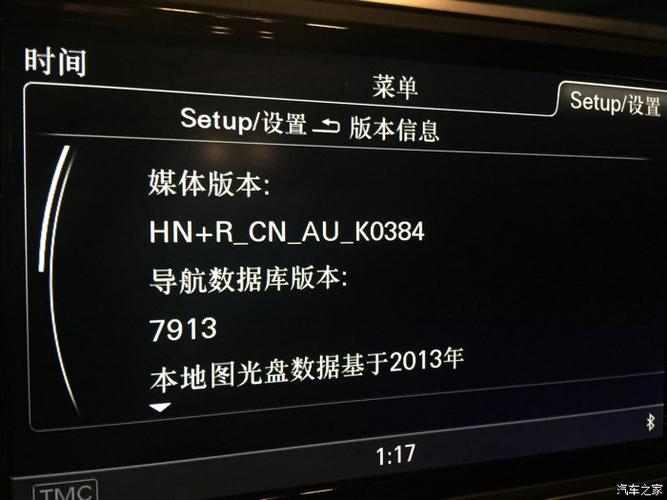 时间
菜单
Setup/设置
Setup/设置 版本信息
媒体版本:
HN+R_CN_AU_K0384
导航数据库版本:
7913
本地图光盘数据基于2013年
1:17
TMC
汽车之家